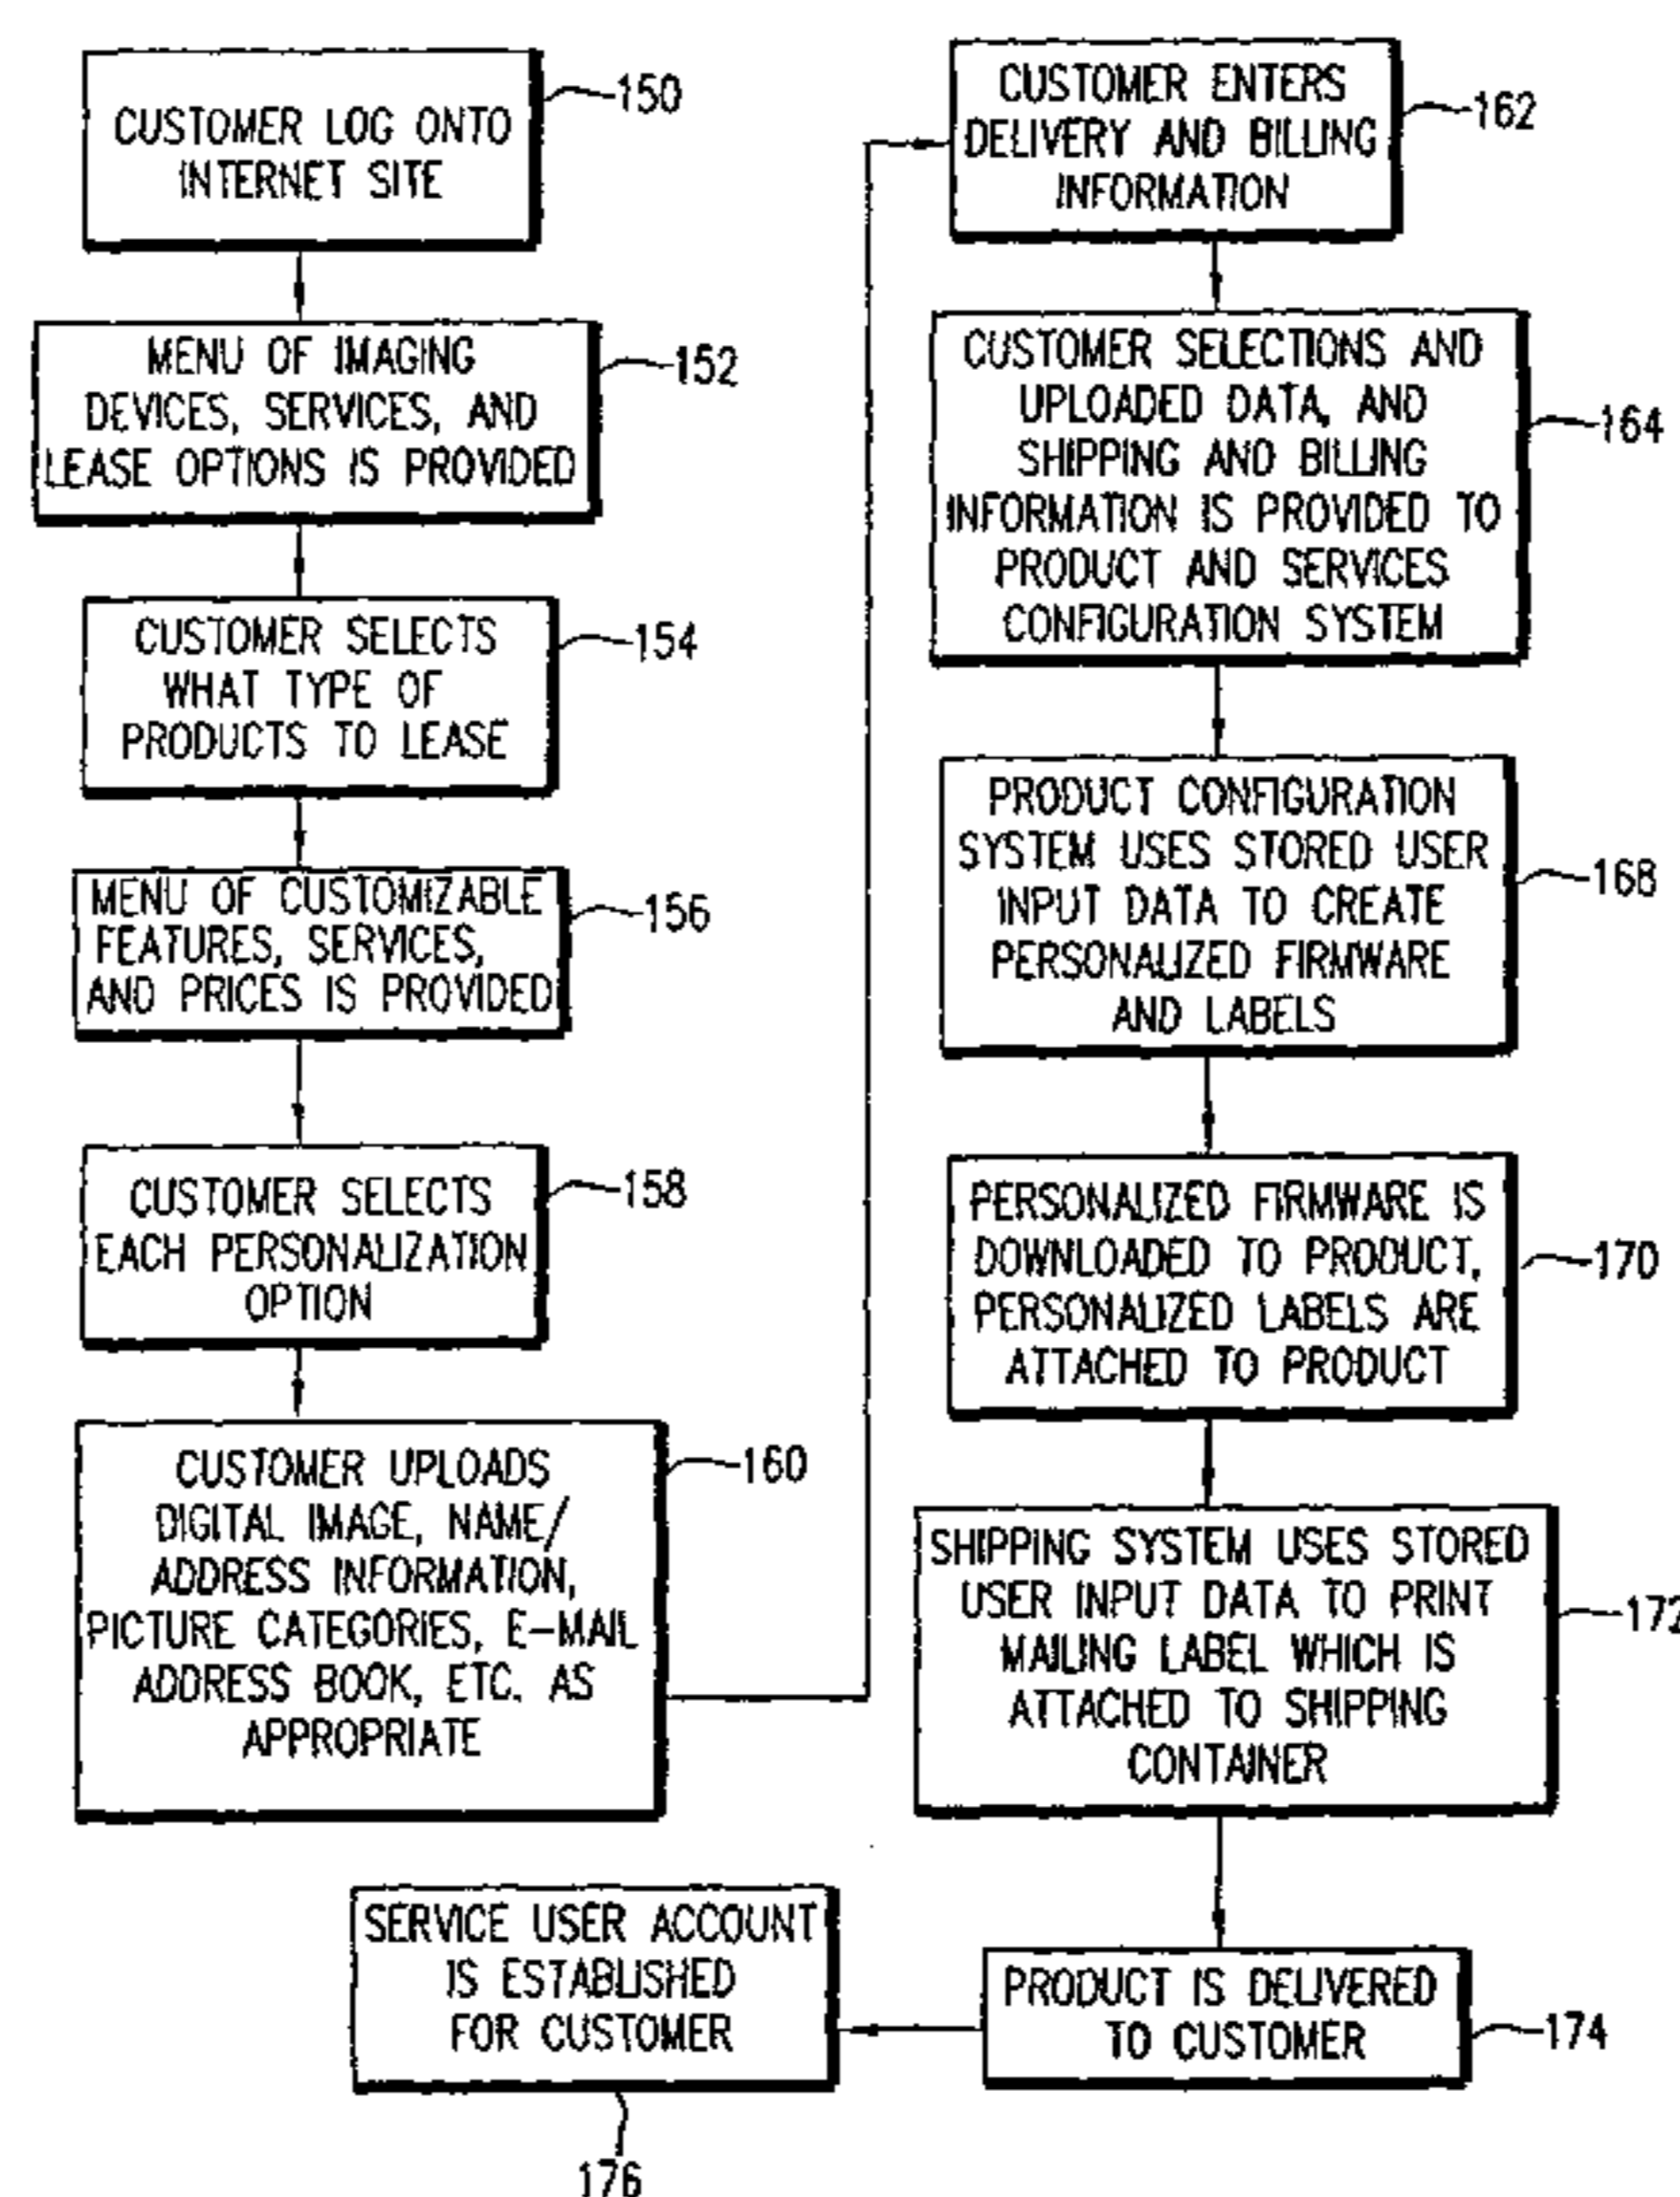 CUSTOMER LOG ONTO
INTERNET SITE
150
MENU OF IMAGING
DEVICES, SERVICES, AND
LEASE OPTIONS IS PROVIDED
152
CUSTOMER SELECTS
WHAT TYPE OF
PRODUCTS TO LEASE
154
MENU OF CUSTOMIZABLE
FEATURES, SERVICES,
AND PRICES IS PROVIDED
156
CUSTOMER SELECTS
EACH PERSONALIZATION
OPTION
158
CUSTOMER UPLOADS
DIGITAL IMAGE, NAME/
ADDRESS INFORMATION,
PICTURE CATEGORIES, E-MAIL
ADDRESS BOOK, ETC. AS
APPROPRIATE
160
CUSTOMER ENTERS
DELIVERY AND BILLING
INFORMATION
162
CUSTOMER SELECTIONS AND
UPLOADED DATA, AND
SHIPPING AND BILLING
INFORMATION IS PROVIDED TO
PRODUCT AND SERVICES
CONFIGURATION SYSTEM
164
PRODUCT CONFIGURATION
SYSTEM USES STORED USER
INPUT DATA TO CREATE
PERSONALIZED FIRMWARE
AND LABELS
168
PERSONALIZED FIRMWARE IS
DOWNLOADED TO PRODUCT,
PERSONALIZED LABELS ARE
ATTACHED TO PRODUCT
170
SHIPPING SYSTEM USES STORED
USER INPUT DATA TO PRINT
MAILING LABEL WHICH IS
ATTACHED TO SHIPPING
CONTAINER
172
PRODUCT IS DELIVERED
TO CUSTOMER
174
SERVICE USER ACCOUNT
IS ESTABLISHED
FOR CUSTOMER
176